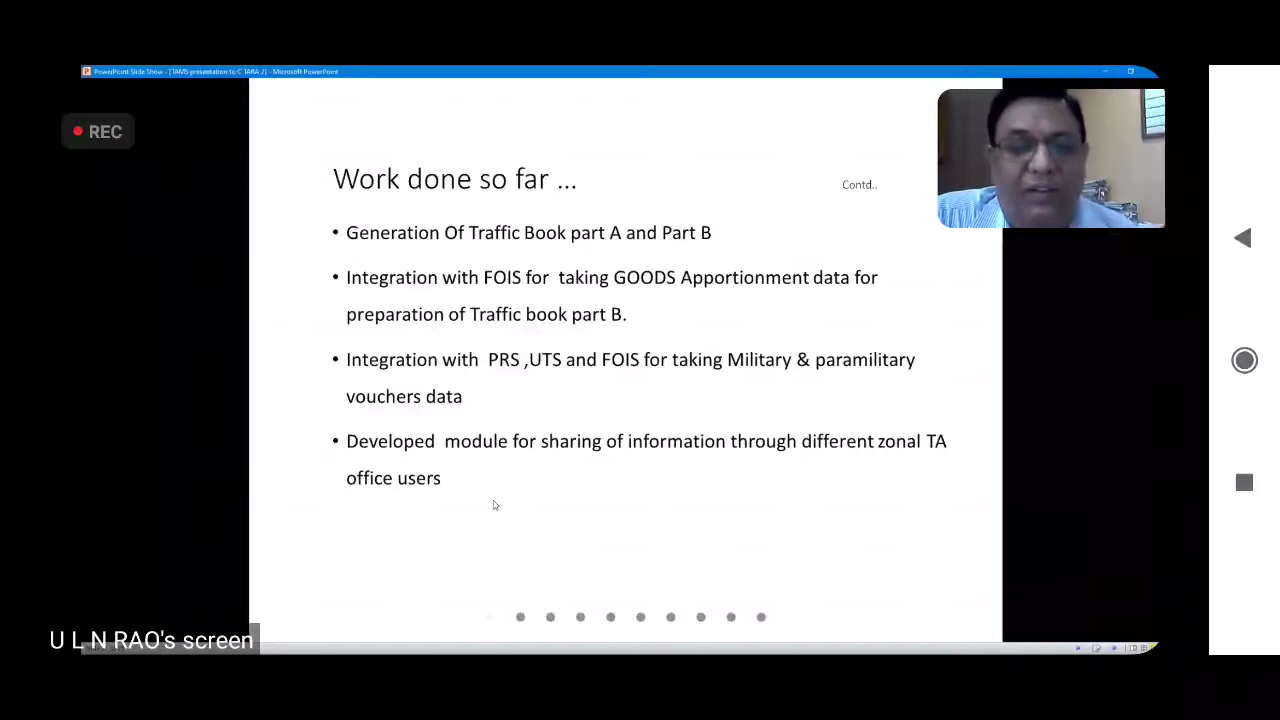 PowerPoint Slide Show - [TAMS presentation to C TARA 2] - Microsoft PowerPoint
REC
Work done so far ...
Contd..
• Generation Of Traffic Book part A and Part B
• Integration with FOIS for taking GOODS Apportionment data for
preparation of Traffic book part B.
• Integration with PRS ,UTS and FOIS for taking Military & paramilitary
vouchers data
• Developed module for sharing of information through different zonal TA
office users
U L N RAO's screen